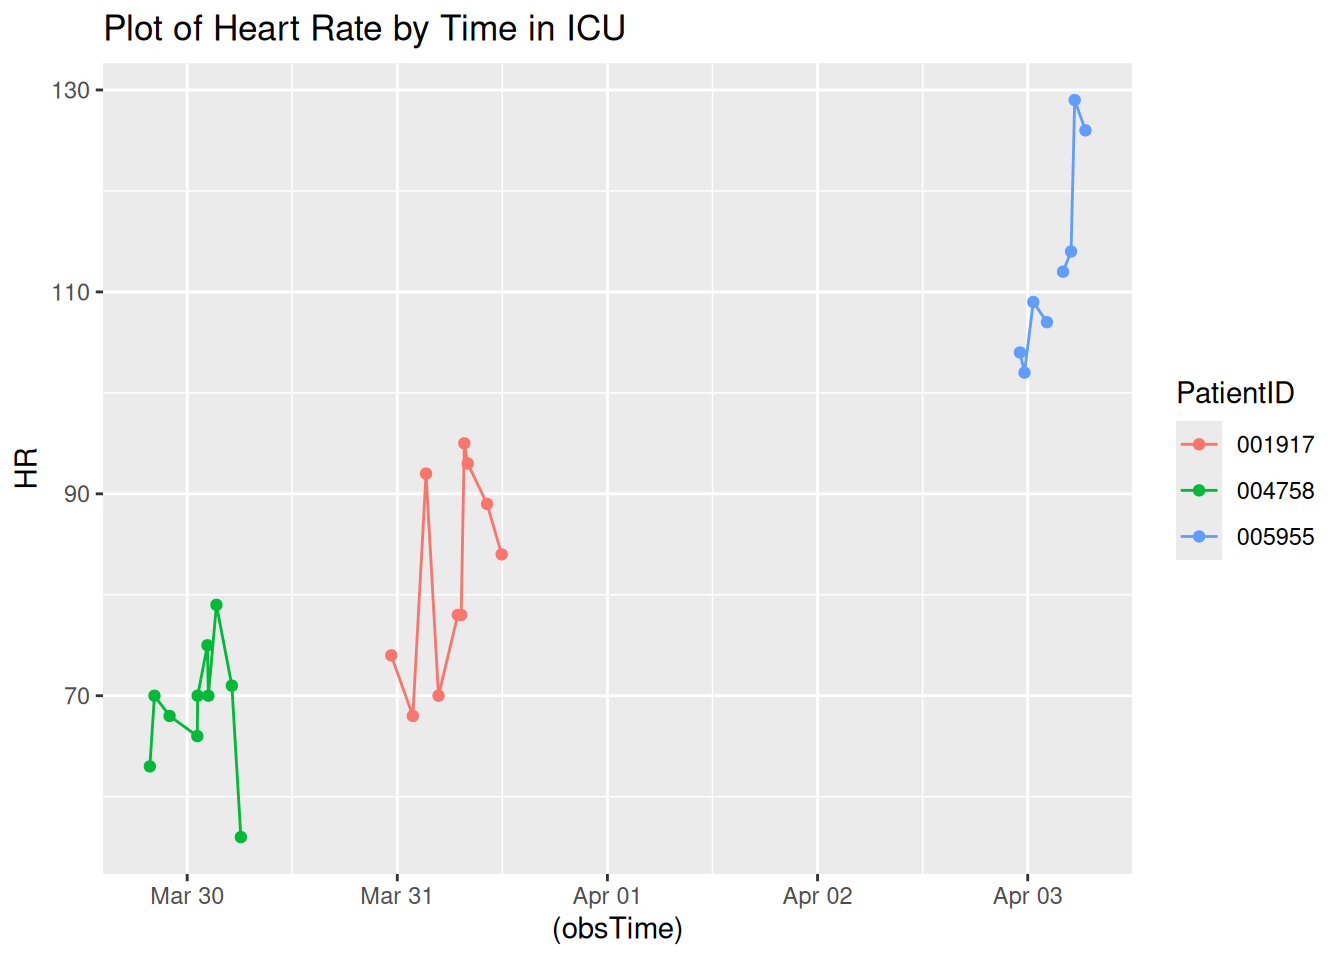 Plot of Heart Rate by Time in ICU
130
110
90
70
HR
Mar 30 Mar 31 Apr 01 Apr 02 Apr 03
(obsTime)
PatientID
001917
004758
005955